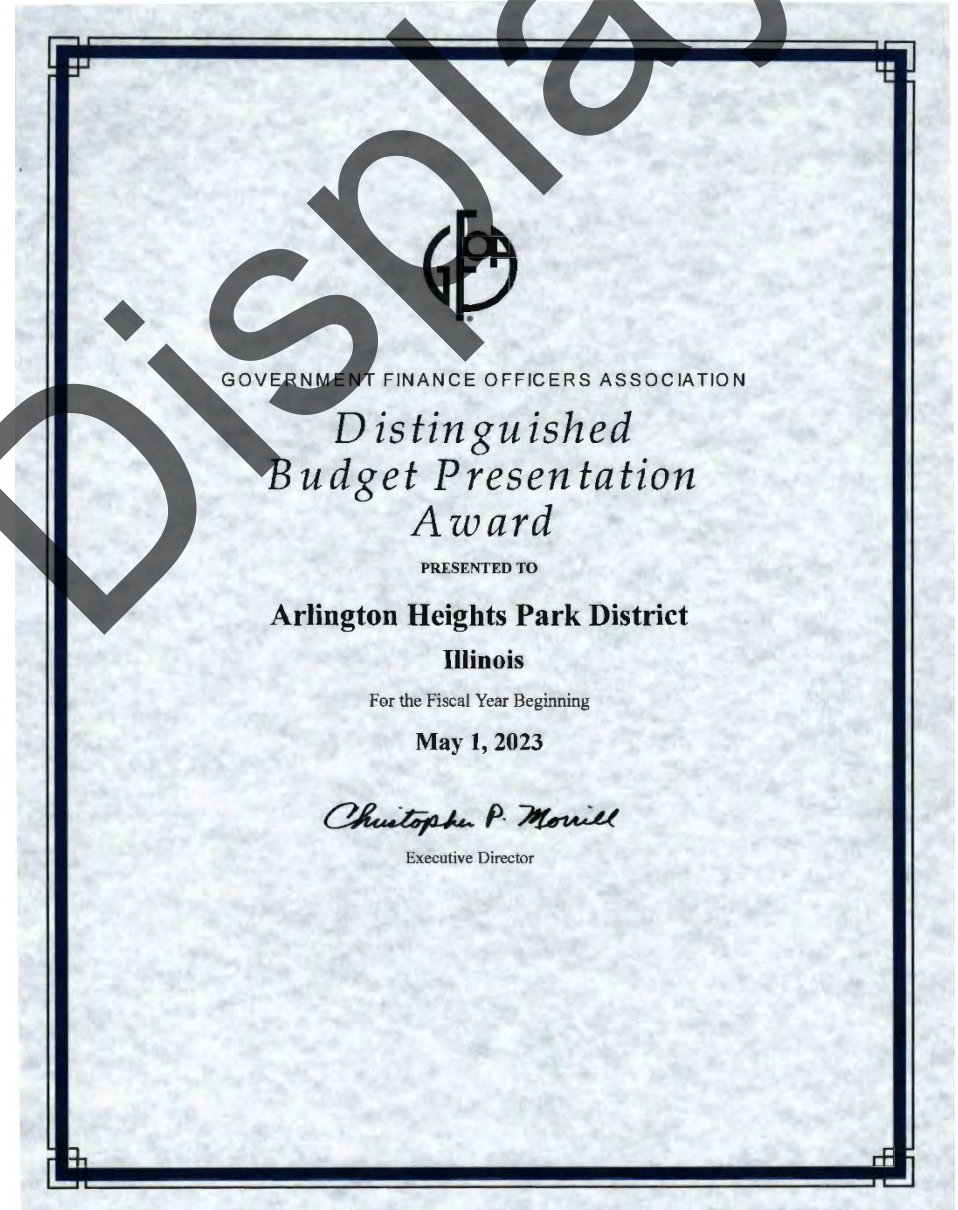 Display
GOVERNMENT FINANCE OFFICERS ASSOCIATION
Distinguished
Budget Presentation
Award
PRESENTED TO
Arlington Heights Park District
Illinois
For the Fiscal Year Beginning
May 1, 2023
Christopher P. Morrill
Executive Director